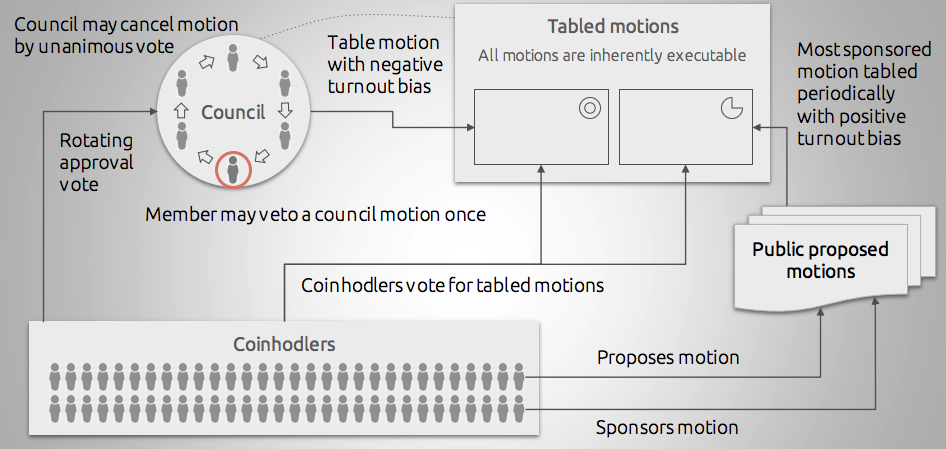 Council may cancel motion
by unanimous vote
Council
Rotating
approval
vote
Member may veto a council motion once
Table motion
with negative
turnout bias
Tabled motions
All motions are inherently executable
Most sponsored
motion tabled
periodically
with positive
turnout bias
Public proposed
motions
Coinhodlers vote for tabled motions
Coinhodlers
Proposes motion
Sponsors motion